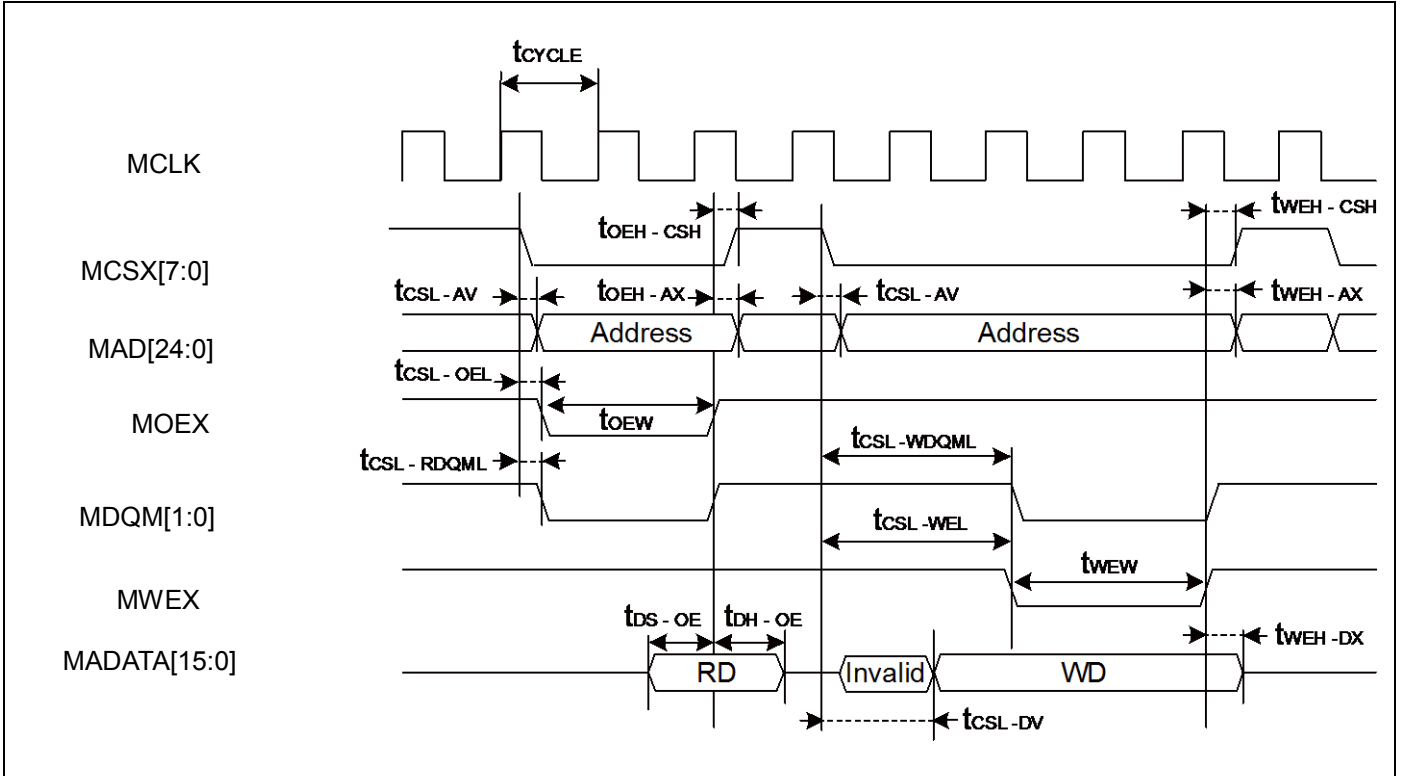 tCYCLE
MCLK
tOEH - CSH
tWEH - CSH
MCSX[7:0]
tCSL - AV
tOEH - AX
tCSL - AV
tWEH - AX
MAD[24:0]
Address
Address
tCSL - OEL
MOEX
tOEW
tCSL - WDQML
tCSL - RDQML
MDQM[1:0]
tCSL - WEL
MWEX
tWEW
tDS - OE
tDH - OE
tWEH - DX
MADATA[15:0]
RD
Invalid
WD
tCSL - DV